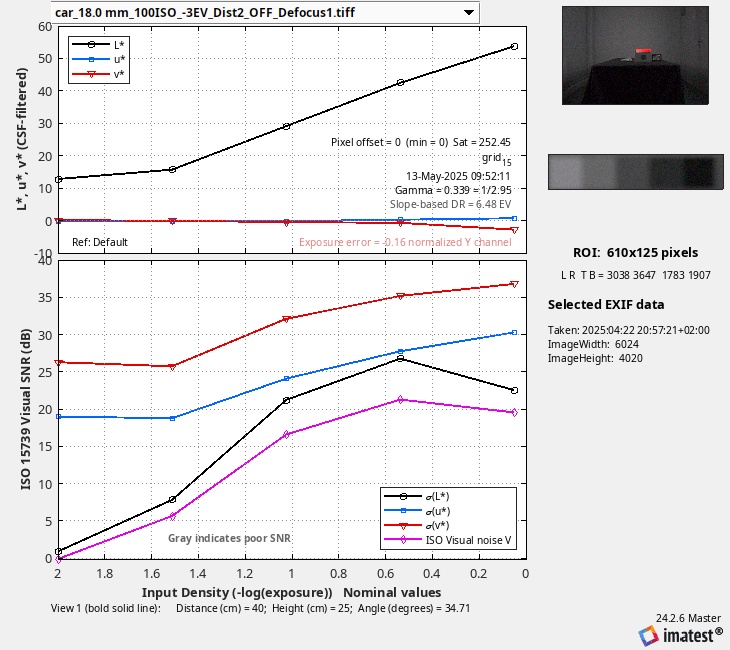 car_18.0 mm_100ISO_-3EV_Dist2_OFF_Defocus1.tiff
60
50
40
30
20
10
0
-10
L*, u*, v* (CSF-filtered)
L*
u*
v*
Pixel offset = 0 (min = 0) Sat = 252.45
grid15
13-May-2025 09:52:11
Gamma = 0.339 = 1/2.95
Slope-based DR = 6.48 EV
Ref: Default
Exposure error = -0.16 normalized Y channel
ROI: 610x125 pixels
L R T B = 3038 3647 1783 1907
Selected EXIF data
Taken: 2025:04:22 20:57:21+02:00
ImageWidth: 6024
ImageHeight: 4020
40
35
30
25
20
15
10
5
0
ISO 15739 Visual SNR (dB)
σ(L*)
σ(u*)
σ(v*)
ISO Visual noise V
Gray indicates poor SNR
2 1.8 1.6 1.4 1.2 1 0.8 0.6 0.4 0.2 0
Input Density (-log(exposure)) Nominal values
View 1 (bold solid line): Distance (cm) = 40; Height (cm) = 25; Angle (degrees) = 34.71
24.2.6 Master
imatest®